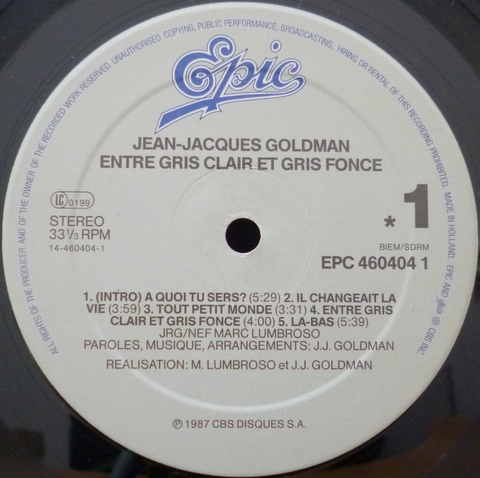 ALL RIGHTS OF THE PRODUCER AND OF THE OWNER OF THE RECORDED WORK RESERVED. UNAUTHORISED COPYING, PUBLIC PERFORMANCE, BROADCASTING, HIRING OR RENTAL OF THIS RECORDING PROHIBITED. MADE IN HOLLAND. EPIC AND ARE ® CBS INC.
Epic
JEAN-JACQUES GOLDMAN
ENTRE GRIS CLAIR ET GRIS FONCE
LC 0199
STEREO
33⅓ RPM
14-460404-1
* 1
BIEM/SDRM
EPC 460404 1
1. (INTRO) A QUOI TU SERS? (5:29) 2. IL CHANGEAIT LA
VIE (3:59) 3. TOUT PETIT MONDE (3:31) 4. ENTRE GRIS
CLAIR ET GRIS FONCE (4:00) 5. LA-BAS (5:39)
JRG/NEF MARC LUMBROSO
PAROLES, MUSIQUE, ARRANGEMENTS: J.J. GOLDMAN
REALISATION: M. LUMBROSO et J.J. GOLDMAN
℗ 1987 CBS DISQUES S.A.